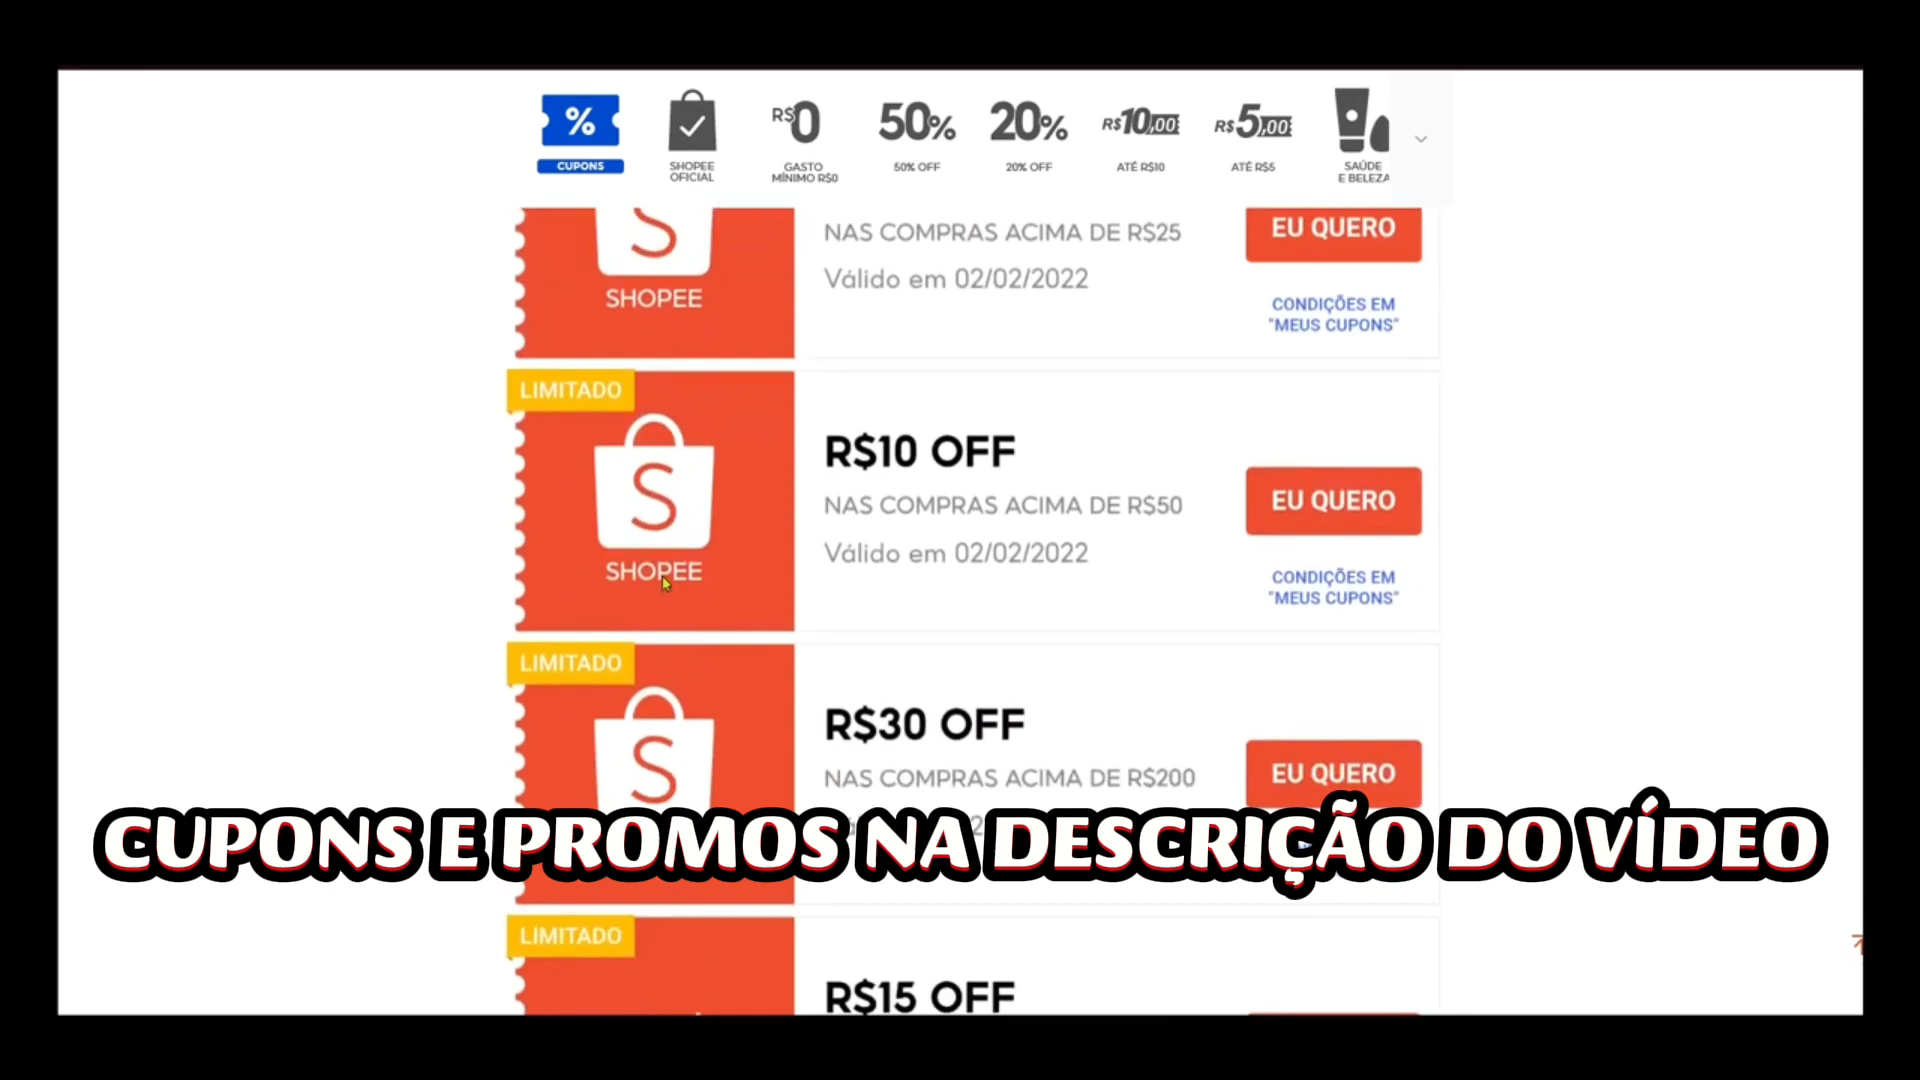 %
CUPONS
SHOPEE
OFICIAL
R$0
GASTO
MÍNIMO R$0
50%
50% OFF
20%
20% OFF
R$10,00
ATÉ R$10
R$5,00
ATÉ R$5
SAÚDE
E BELEZA
S
SHOPEE
NAS COMPRAS ACIMA DE R$25
Válido em 02/02/2022
EU QUERO
CONDIÇÕES EM
"MEUS CUPONS"
LIMITADO
S
SHOPEE
R$10 OFF
NAS COMPRAS ACIMA DE R$50
Válido em 02/02/2022
EU QUERO
CONDIÇÕES EM
"MEUS CUPONS"
LIMITADO
S
R$30 OFF
NAS COMPRAS ACIMA DE R$200
EU QUERO
CUPONS E PROMOS NA DESCRIÇÃO DO VÍDEO
LIMITADO
R$15 OFF